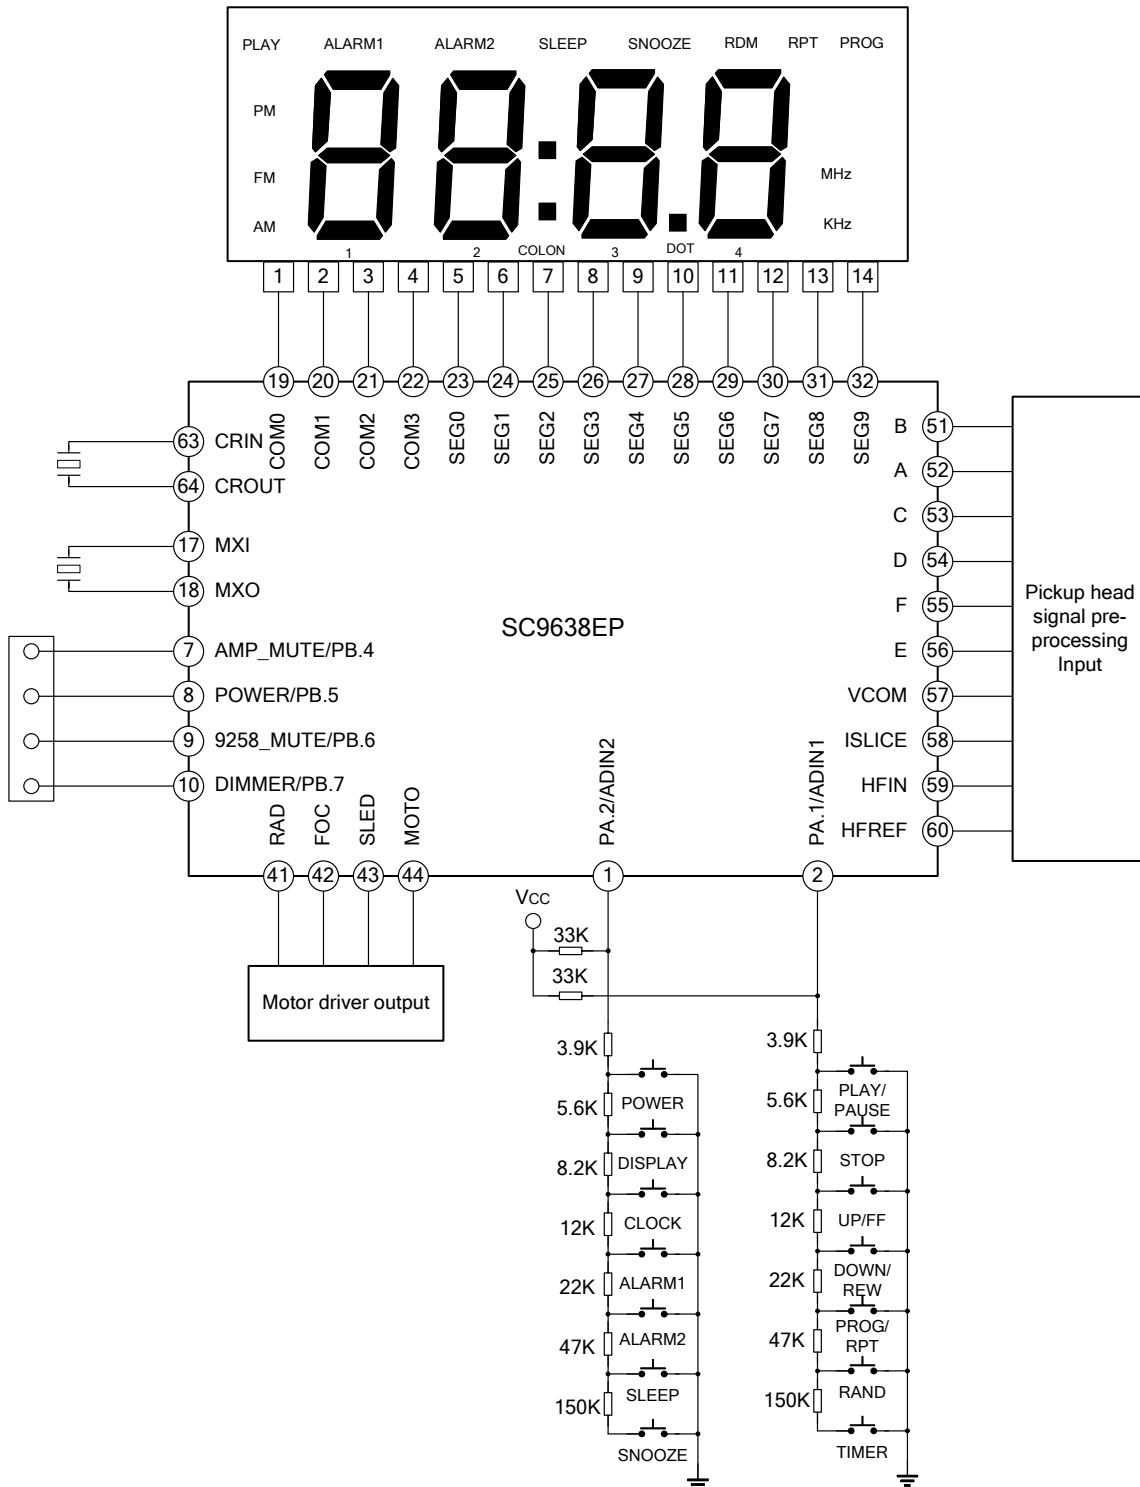 PLAY ALARM1 ALARM2 SLEEP SNOOZE RDM RPT PROG
PM
FM MHz
AM KHz
1 2 COLON 3 DOT 4
1 2 3 4 5 6 7 8 9 10 11 12 13 14
19 20 21 22 23 24 25 26 27 28 29 30 31 32
COM0 COM1 COM2 COM3 SEG0 SEG1 SEG2 SEG3 SEG4 SEG5 SEG6 SEG7 SEG8 SEG9
63 CRIN
64 CROUT
17 MXI
18 MXO
7 AMP_MUTE/PB.4
8 POWER/PB.5
9 9258_MUTE/PB.6
10 DIMMER/PB.7
SC9638EP
B 51
A 52
C 53
D 54
F 55
E 56
VCOM 57
ISLICE 58
HFIN 59
HFREF 60
Pickup head
signal pre-
processing
Input
RAD FOC SLED MOTO
41 42 43 44
Motor driver output
PA.2/ADIN2 PA.1/ADIN1
1 2
VCC
33K
33K
3.9K
POWER
5.6K
DISPLAY
8.2K
CLOCK
12K
ALARM1
22K
ALARM2
47K
SLEEP
150K
SNOOZE
3.9K
PLAY/
PAUSE
5.6K
STOP
8.2K
UP/FF
12K
DOWN/
REW
22K
PROG/
RPT
47K
RAND
150K
TIMER